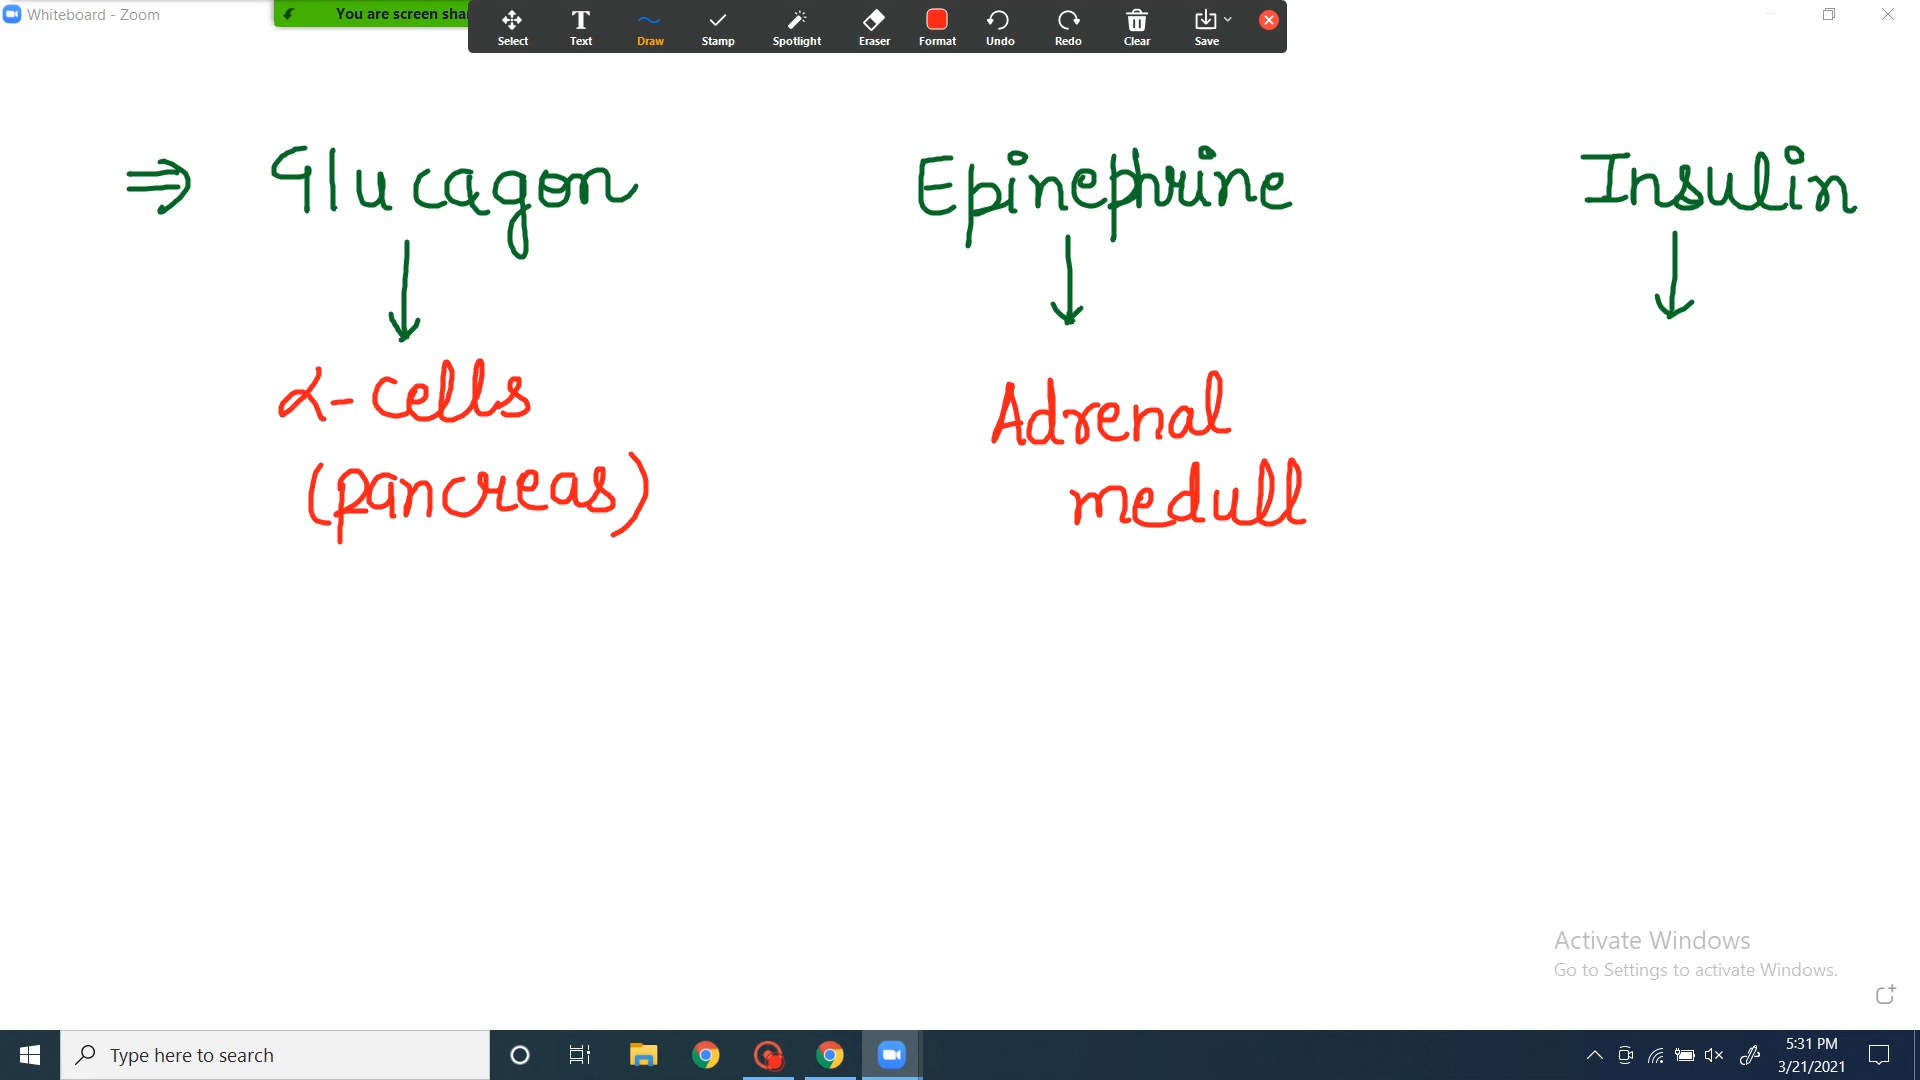 Whiteboard - Zoom
You are screen sha
Select Text Draw Stamp Spotlight Eraser Format Undo Redo Clear Save
⇒ Glucagon Epinephrine Insulin
↓ ↓ ↓
α-cells
(pancreas)
Adrenal
medull
Activate Windows
Go to Settings to activate Windows.
Type here to search
5:31 PM
3/21/2021